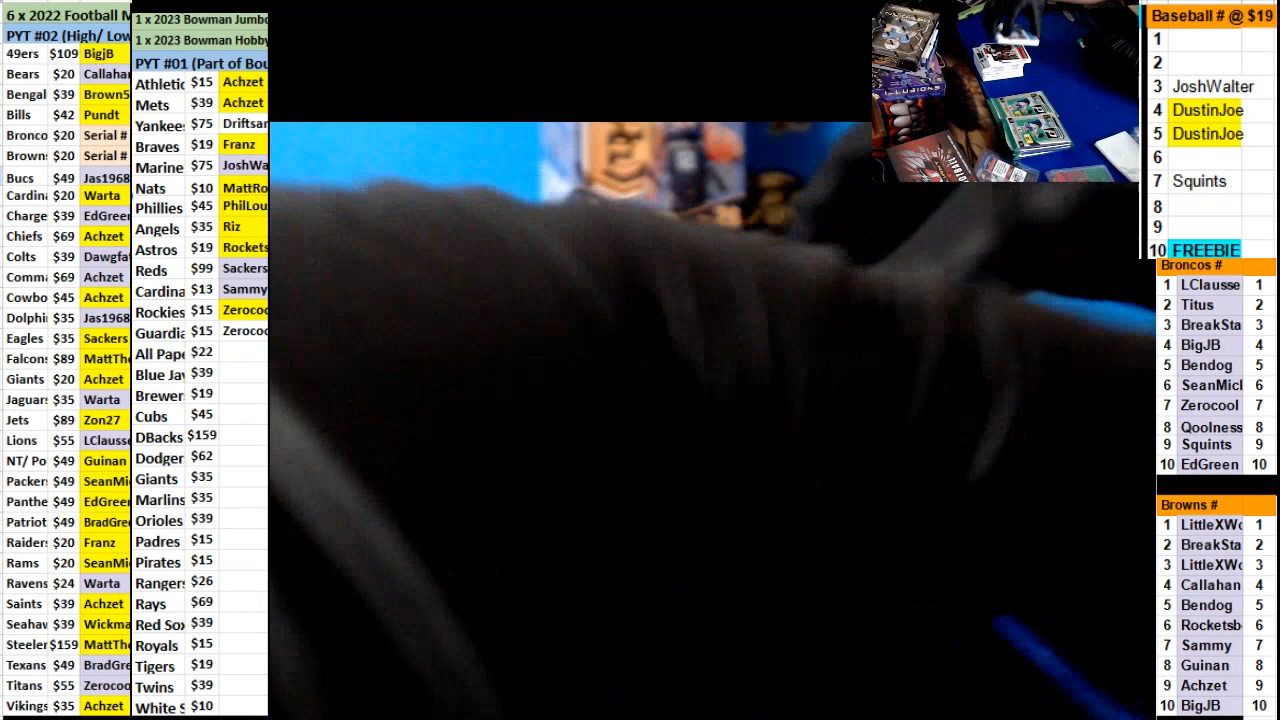 6 x 2022 Football M
PYT #02 (High/ Low
49ers $109 BigjB
Bears $20 Callaha
Bengal $39 Brown5
Bills $42 Pundt
Bronco $20 Serial #
Brown $20 Serial #
Bucs $49 Jas1968
Cardina $20 Warta
Charge $39 EdGreen
Chiefs $69 Achzet
Colts $39 Dawgfa
Comma $69 Achzet
Cowbo $45 Achzet
Dolphi $35 Jas1968
Eagles $35 Sackers
Falcons $89 MattThe
Giants $20 Achzet
Jaguars $35 Warta
Jets $89 Zon27
Lions $55 LClausse
NT/ Po $49 Guinan
Packer $49 SeanMic
Panthe $49 EdGreen
Patriot $49 BradGree
Raiders $20 Franz
Rams $20 SeanMic
Ravens $24 Warta
Saints $39 Achzet
Seahav $39 Wickma
Steeler $159 MattThe
Texans $49 BradGre
Titans $55 Zerocoo
Vikings $35 Achzet
1 x 2023 Bowman Jumbo
1 x 2023 Bowman Hobby
PYT #01 (Part of Bou
Athletic $15 Achzet
Mets $39 Achzet
Yankee $75 Driftsar
Braves $19 Franz
Marine $75 JoshWa
Nats $10 MattRo
Phillies $45 PhilLou
Angels $35 Riz
Astros $19 Rockets
Reds $99 Sackers
Cardina $13 Sammy
Rockies $15 Zerocoo
Guardia $15 Zerocoo
All Pape $22
Blue Jay $39
Brewer $19
Cubs $45
DBacks $159
Dodger $62
Giants $35
Marlins $35
Orioles $39
Padres $15
Pirates $15
Ranger $26
Rays $69
Red Sox $39
Royals $15
Tigers $19
Twins $39
White S $10
Baseball # @ $19
1
2
3 JoshWalter
4 DustinJoe
5 DustinJoe
6
7 Squints
8
9
10 FREEBIE
Broncos #
1 LClausse 1
2 Titus 2
3 BreakSta 3
4 BigJB 4
5 Bendog 5
6 SeanMicl 6
7 Zerocool 7
8 Qoolness 8
9 Squints 9
10 EdGreen 10
Browns #
1 LittleXWo 1
2 BreakSta 2
3 LittleXWo 3
4 Callahan 4
5 Bendog 5
6 Rocketsb 6
7 Sammy 7
8 Guinan 8
9 Achzet 9
10 BigJB 10